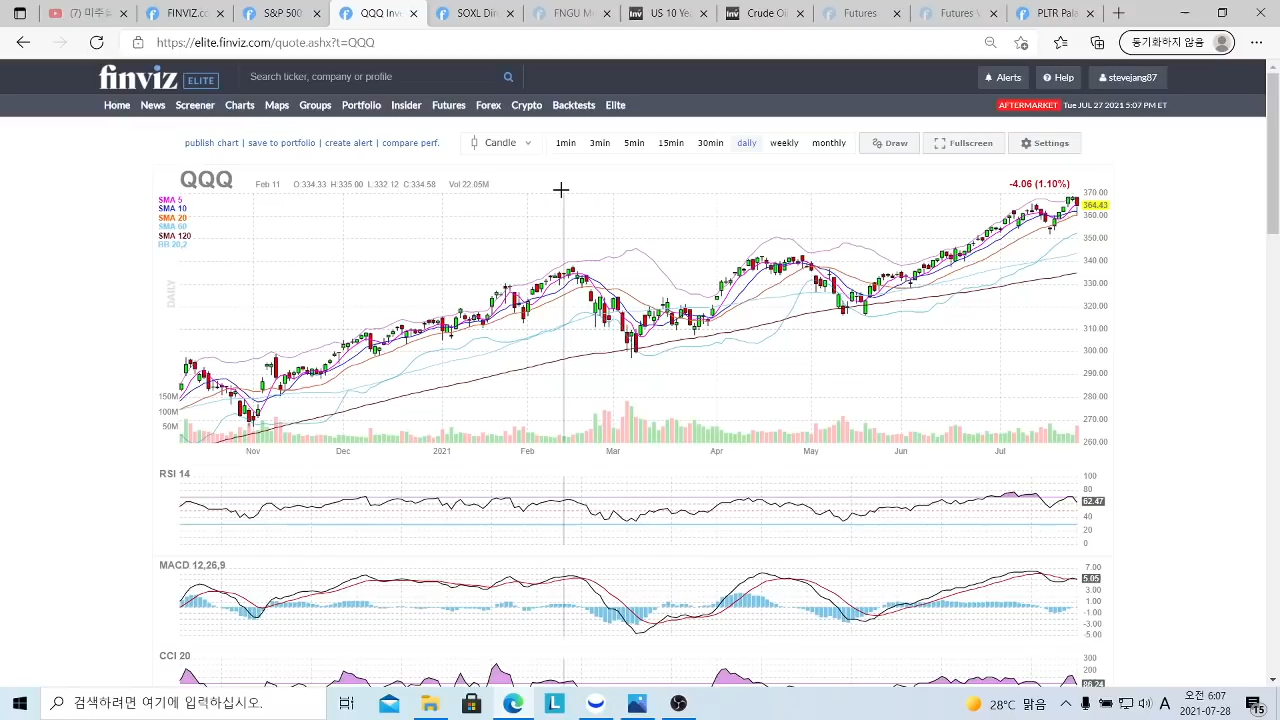 (7) 미주
S&P 500
QQQ
SOXL D
FNGU M
US 10 Ye
Crude Oil
Futures
Futures C
PLTR
https://elite.finviz.com/quote.ashx?t=QQQ
동기화하지 않음
finviz ELITE
Search ticker, company or profile
Alerts
Help
stevejang87
Home News Screener Charts Maps Groups Portfolio Insider Futures Forex Crypto Backtests Elite
AFTERMARKET Tue JUL 27 2021 5:07 PM ET
publish chart | save to portfolio | create alert | compare perf.
Candle
1min 3min 5min 15min 30min daily weekly monthly
Draw
Fullscreen
Settings
QQQ
Feb 11 O:334.33 H:335.00 L:332.12 C:334.58 Vol 22.05M
-4.06 (1.10%)
SMA 5
SMA 10
SMA 20
SMA 60
SMA 120
BB 20,2
DAILY
370.00
364.43
360.00
350.00
340.00
330.00
320.00
310.00
300.00
290.00
280.00
270.00
260.00
150M
100M
50M
Nov Dec 2021 Feb Mar Apr May Jun Jul
RSI 14
100
80
62.47
40
20
0
MACD 12,26,9
7.00
5.05
3.00
1.00
-1.00
-3.00
-5.00
CCI 20
300
200
86.24
검색하려면 여기에 입력하십시오.
28°C 맑음
A
오전 6:07
2021-07-28
15